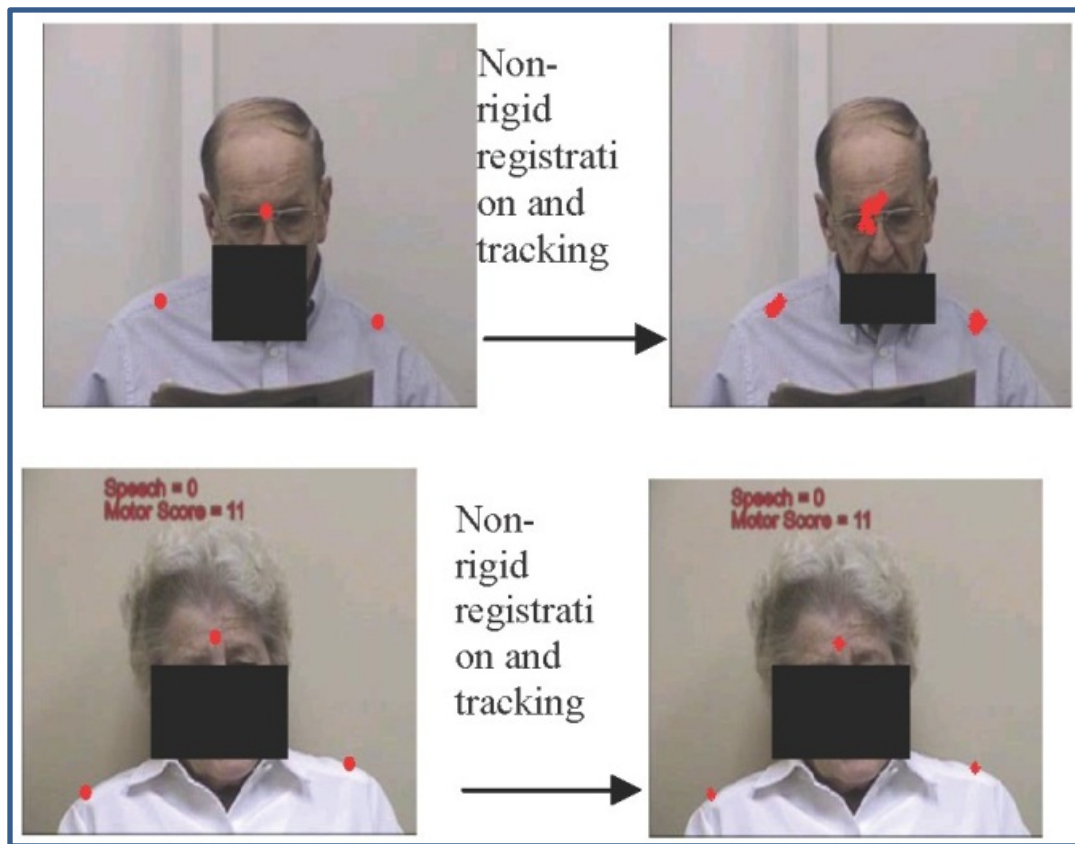 Non-
rigid
registrati
on and
tracking
Speech = 0
Motor Score = 11
Non-
rigid
registrati
on and
tracking
Speech = 0
Motor Score = 11